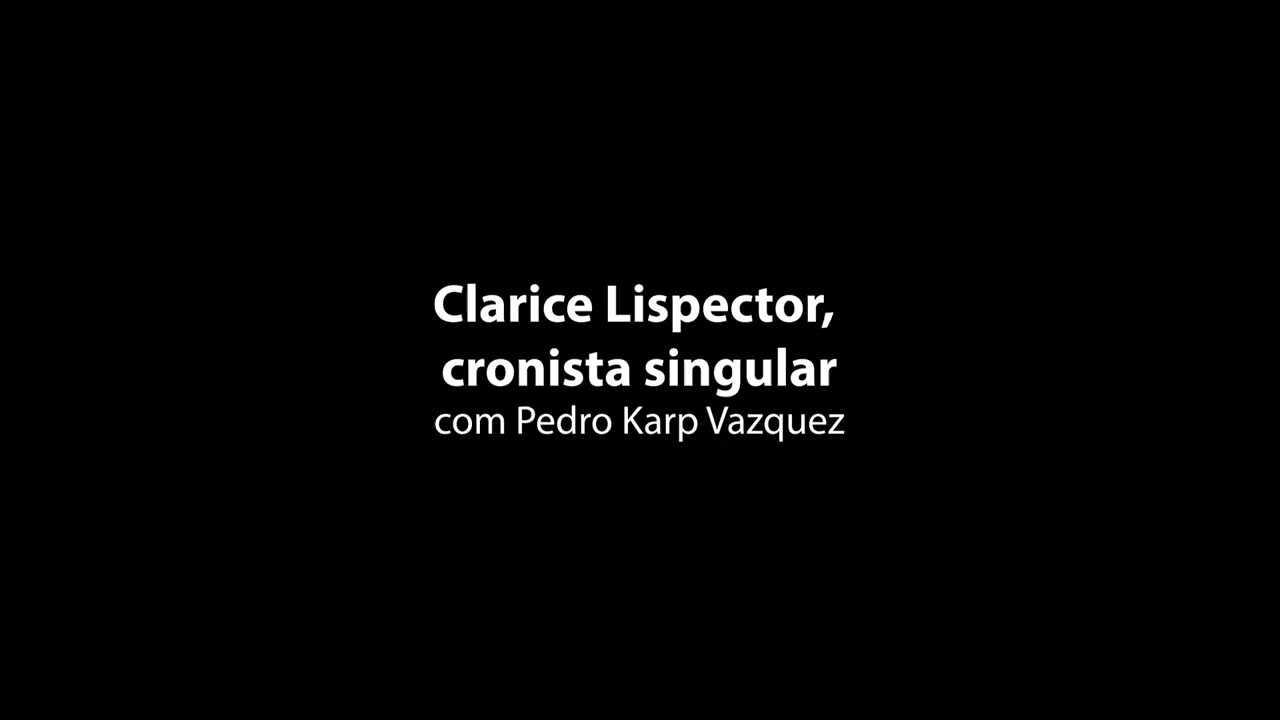 Clarice Lispector,
cronista singular
com Pedro Karp Vazquez